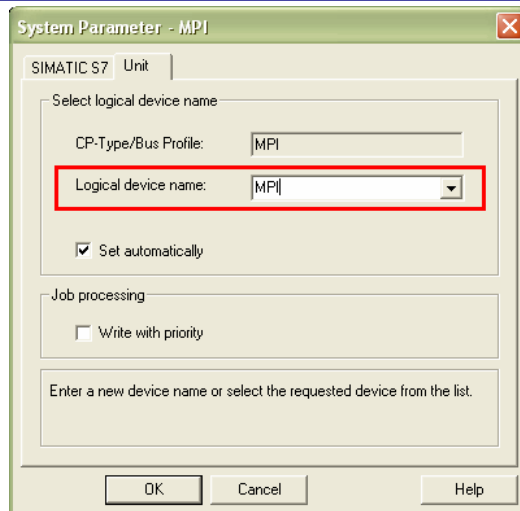 System Parameter - MPI
SIMATIC S7 Unit
Select logical device name
CP-Type/Bus Profile: MPI
Logical device name: MPI
Set automatically
Job processing
Write with priority
Enter a new device name or select the requested device from the list.
OK Cancel Help